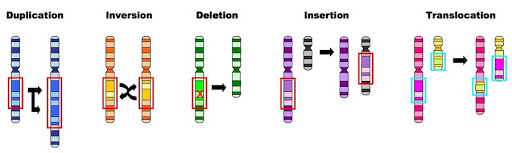 Duplication
Inversion
Deletion
Insertion
Translocation